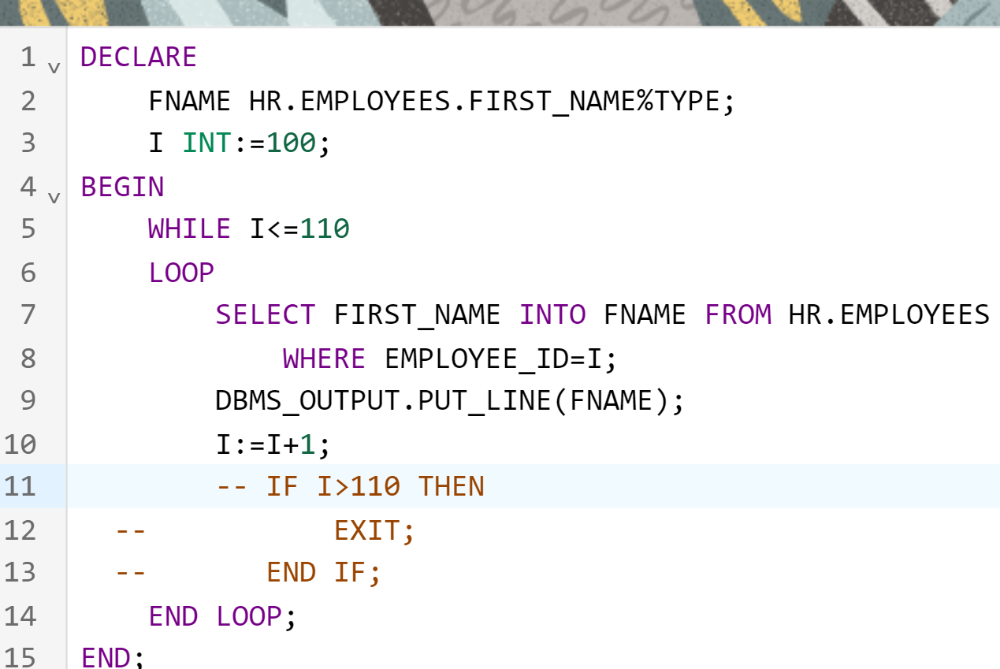 1 DECLARE
2 FNAME HR.EMPLOYEES.FIRST_NAME%TYPE;
3 I INT:=100;
4 BEGIN
5 WHILE I<=110
6 LOOP
7 SELECT FIRST_NAME INTO FNAME FROM HR.EMPLOYEES
8 WHERE EMPLOYEE_ID=I;
9 DBMS_OUTPUT.PUT_LINE(FNAME);
10 I:=I+1;
11 -- IF I>110 THEN
12 -- EXIT;
13 -- END IF;
14 END LOOP;
15 END;